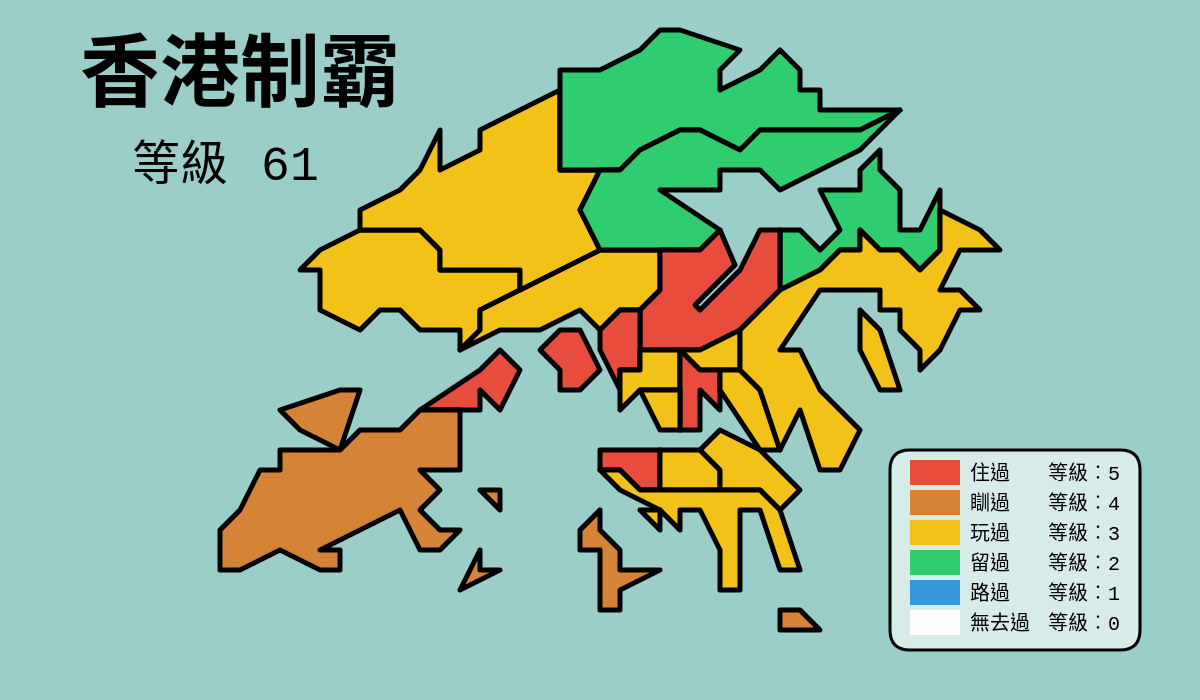 香港制霸
等級 61
住過 等級：5
瞓過 等級：4
玩過 等級：3
留過 等級：2
路過 等級：1
無去過 等級：0